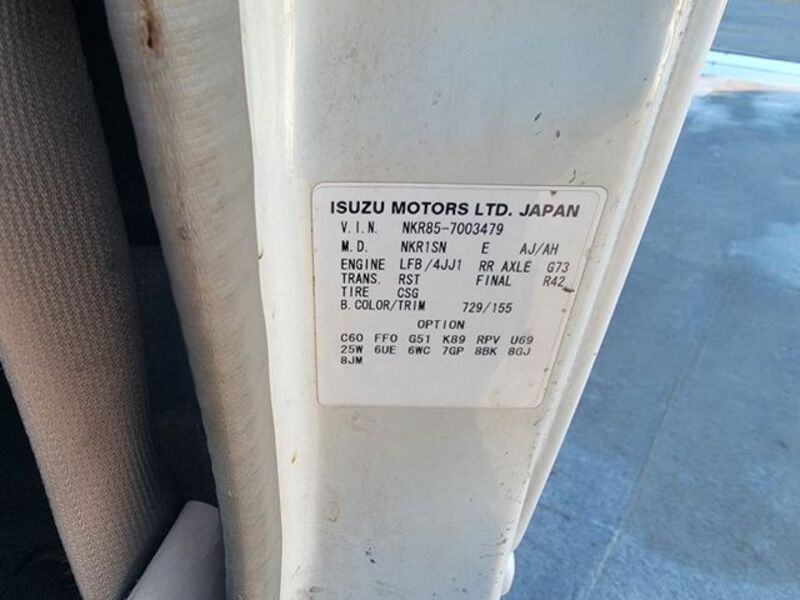 ISUZU MOTORS LTD. JAPAN
V.I.N. NKR85-7003479
M.D. NKR1SN E AJ/AH
ENGINE LFB/4JJ1 RR AXLE G73
TRANS. RST FINAL R42
TIRE CSG
B.COLOR/TRIM 729/155
OPTION
C60 FF0 G51 K89 RPV U69
25W 6UE 6WC 7GP 8BK 8GJ
8JM